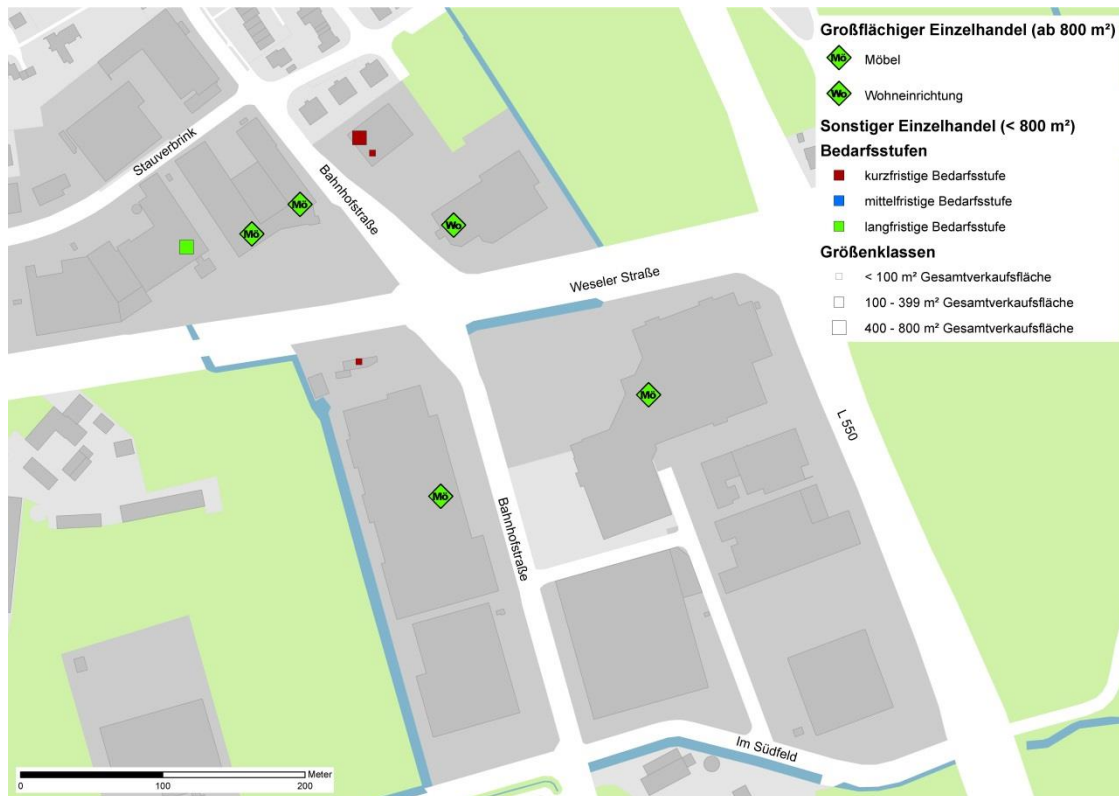 Großflächiger Einzelhandel (ab 800 m²)
Mö Möbel
Wo Wohneinrichtung
Sonstiger Einzelhandel (< 800 m²)
Bedarfsstufen
kurzfristige Bedarfsstufe
mittelfristige Bedarfsstufe
langfristige Bedarfsstufe
Größenklassen
< 100 m² Gesamtverkaufsfläche
100 - 399 m² Gesamtverkaufsfläche
400 - 800 m² Gesamtverkaufsfläche
Stauverbrink
Bahnhofstraße
Mö
Mö
Wo
Weseler Straße
Mö
L 550
Mö
Bahnhofstraße
Im Südfeld
Meter
0 100 200